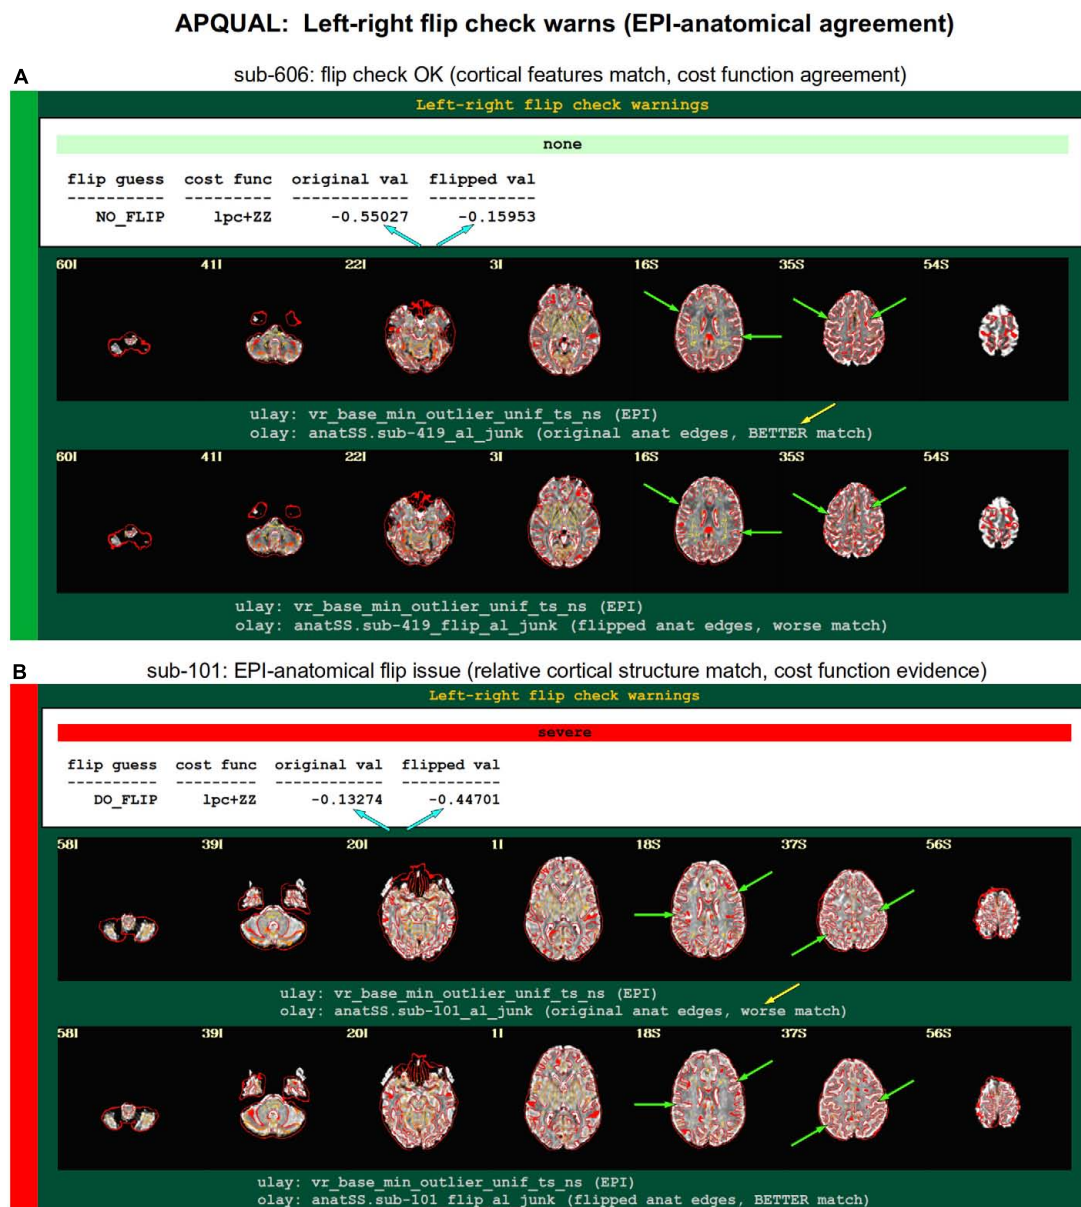 APQUAL: Left-right flip check warns (EPI-anatomical agreement)
A
sub-606: flip check OK (cortical features match, cost function agreement)
Left-right flip check warnings
none
flip guess cost func original val flipped val
---------- --------- ------------ -----------
NO_FLIP lpc+ZZ -0.55027 -0.15953
60I 41I 22I 3I 16S 35S 54S
ulay: vr_base_min_outlier_unif_ts_ns (EPI)
olay: anatSS.sub-419_al_junk (original anat edges, BETTER match)
60I 41I 22I 3I 16S 35S 54S
ulay: vr_base_min_outlier_unif_ts_ns (EPI)
olay: anatSS.sub-419_flip_al_junk (flipped anat edges, worse match)
B
sub-101: EPI-anatomical flip issue (relative cortical structure match, cost function evidence)
Left-right flip check warnings
severe
flip guess cost func original val flipped val
---------- --------- ------------ -----------
DO_FLIP lpc+ZZ -0.13274 -0.44701
58I 39I 20I 1I 18S 37S 56S
ulay: vr_base_min_outlier_unif_ts_ns (EPI)
olay: anatSS.sub-101_al_junk (original anat edges, worse match)
58I 39I 20I 1I 18S 37S 56S
ulay: vr_base_min_outlier_unif_ts_ns (EPI)
olay: anatSS.sub-101_flip_al_junk (flipped anat edges, BETTER match)